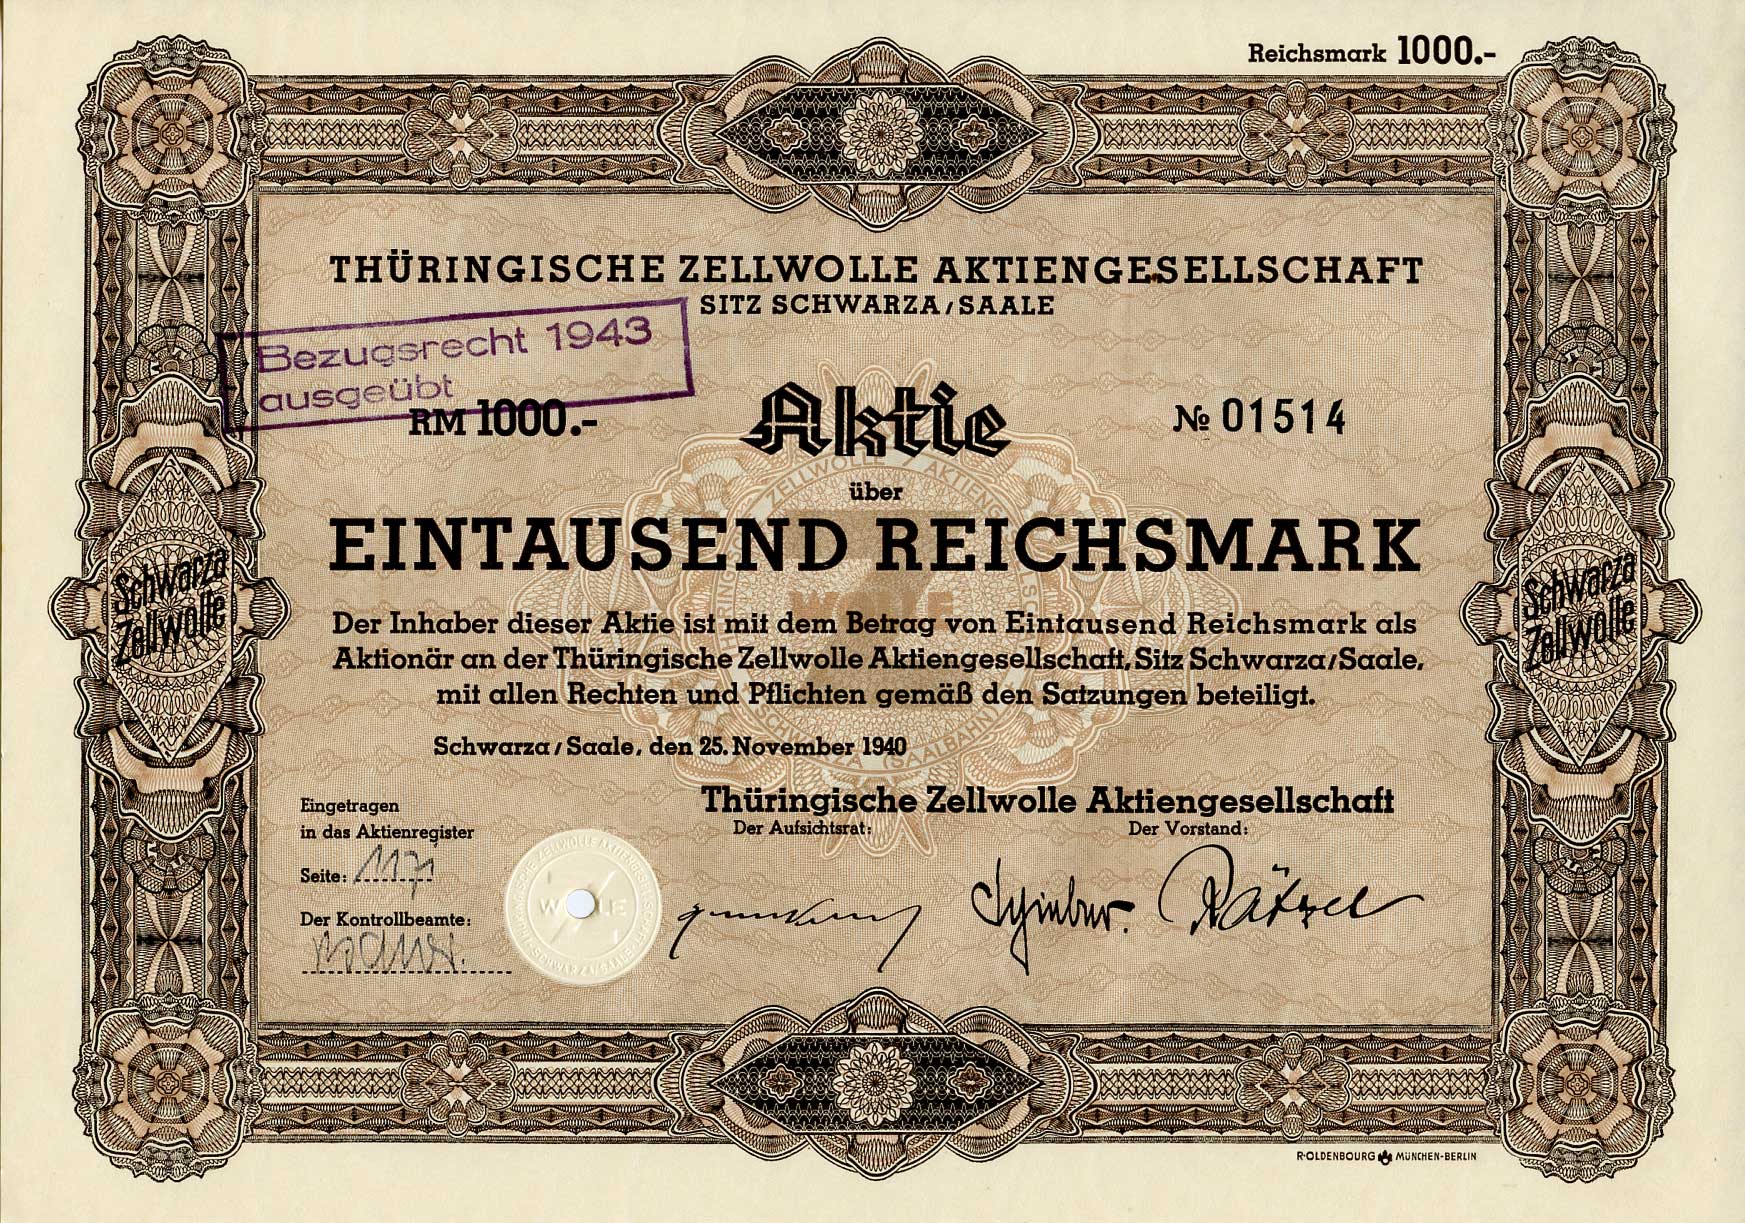 Reichsmark 1000.-
THÜRINGISCHE ZELLWOLLE AKTIENGESELLSCHAFT
SITZ SCHWARZA/SAALE
Bezugsrecht 1943
ausgeübt
RM 1000.-
Aktie
№ 01514
über
EINTAUSEND REICHSMARK
Schwarza
Zellwolle
Schwarza
Zellwolle
Der Inhaber dieser Aktie ist mit dem Betrag von Eintausend Reichsmark als
Aktionär an der Thüringische Zellwolle Aktiengesellschaft, Sitz Schwarza/Saale,
mit allen Rechten und Pflichten gemäß den Satzungen beteiligt.
Schwarza/Saale, den 25. November 1940
Eingetragen
in das Aktienregister
Seite: 1171
Der Kontrollbeamte:
Thüringische Zellwolle Aktiengesellschaft
Der Aufsichtsrat:
Der Vorstand:
Rätzel
R·OLDENBOURG MÜNCHEN-BERLIN